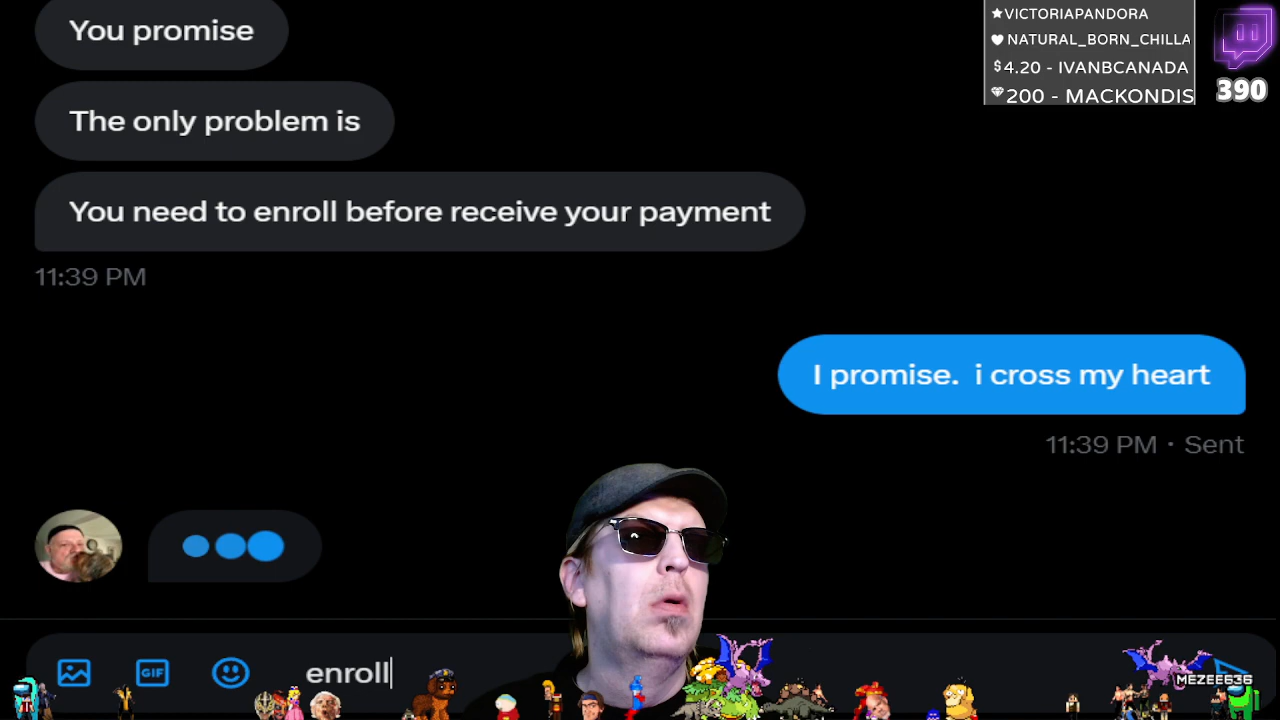 You promise
★VICTORIAPANDORA
♥ NATURAL_BORN_CHILLA
$4.20 - IVANBCANADA
200 - MACKONDIS
390
The only problem is
You need to enroll before receive your payment
11:39 PM
I promise.  i cross my heart
11:39 PM · Sent
GIF
enroll
MEZEE636